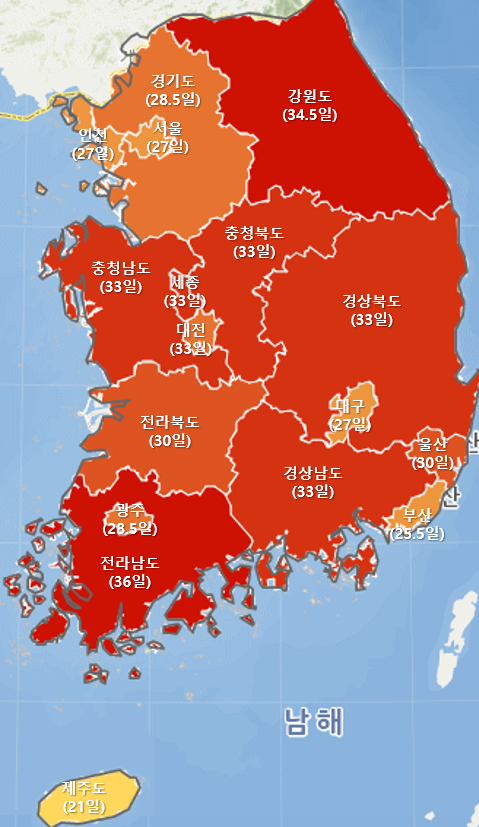 경기도
(28.5일)
강원도
(34.5일)
서울
(27일)
인천
(27일)
충청북도
(33일)
충청남도
(33일)
세종
(33일)
경상북도
(33일)
대전
(33일)
대구
(27일)
전라북도
(30일)
울산
(30일)
산
경상남도
(33일)
산
부산
(25.5일)
광주
(28.5일)
전라남도
(36일)
남해
제주도
(21일)